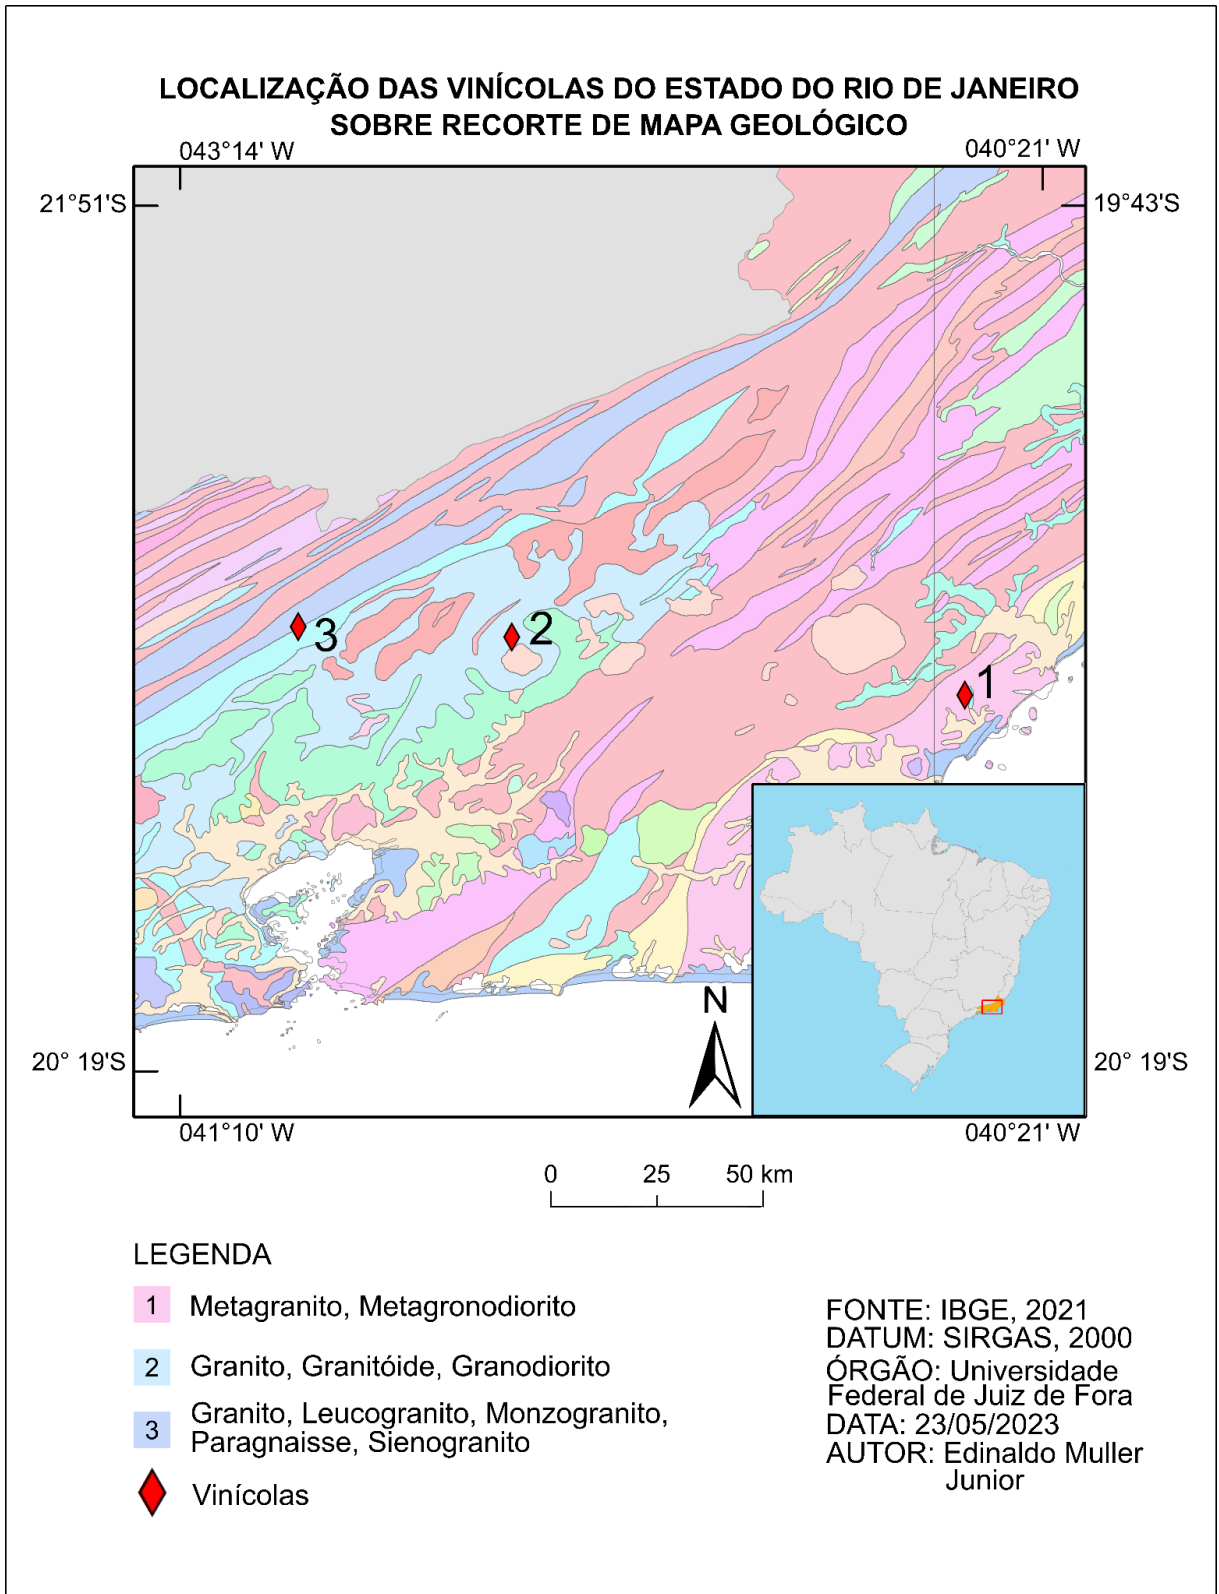 LOCALIZAÇÃO DAS VINÍCOLAS DO ESTADO DO RIO DE JANEIRO
SOBRE RECORTE DE MAPA GEOLÓGICO
043°14' W
040°21' W
21°51'S
19°43'S
3
2
1
N
20° 19'S
20° 19'S
041°10' W
040°21' W
0 25 50 km
LEGENDA
1 Metagranito, Metagronodiorito
2 Granito, Granitóide, Granodiorito
3 Granito, Leucogranito, Monzogranito,
Paragnaisse, Sienogranito
Vinícolas
FONTE: IBGE, 2021
DATUM: SIRGAS, 2000
ÓRGÃO: Universidade
Federal de Juiz de Fora
DATA: 23/05/2023
AUTOR: Edinaldo Muller
Junior